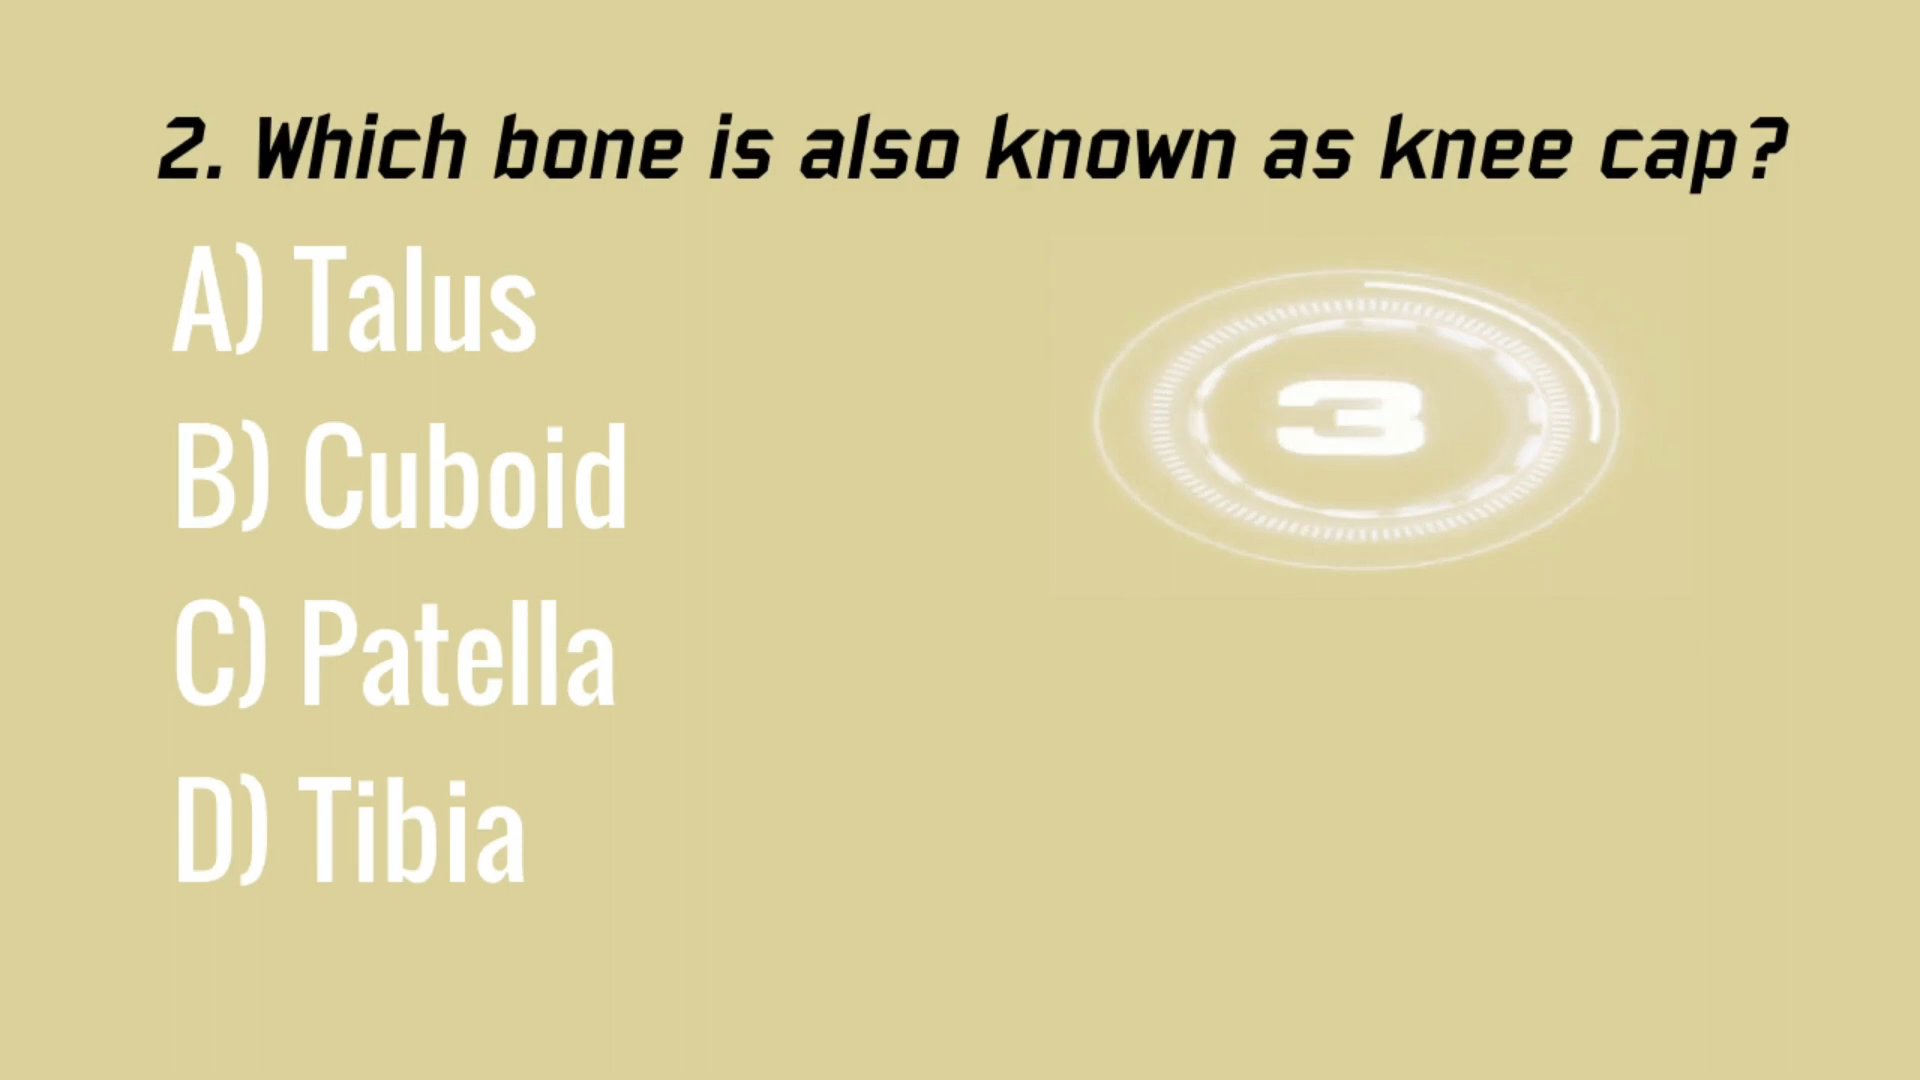 2. Which bone is also known as knee cap?
A) Talus
B) Cuboid
C) Patella
D) Tibia
3